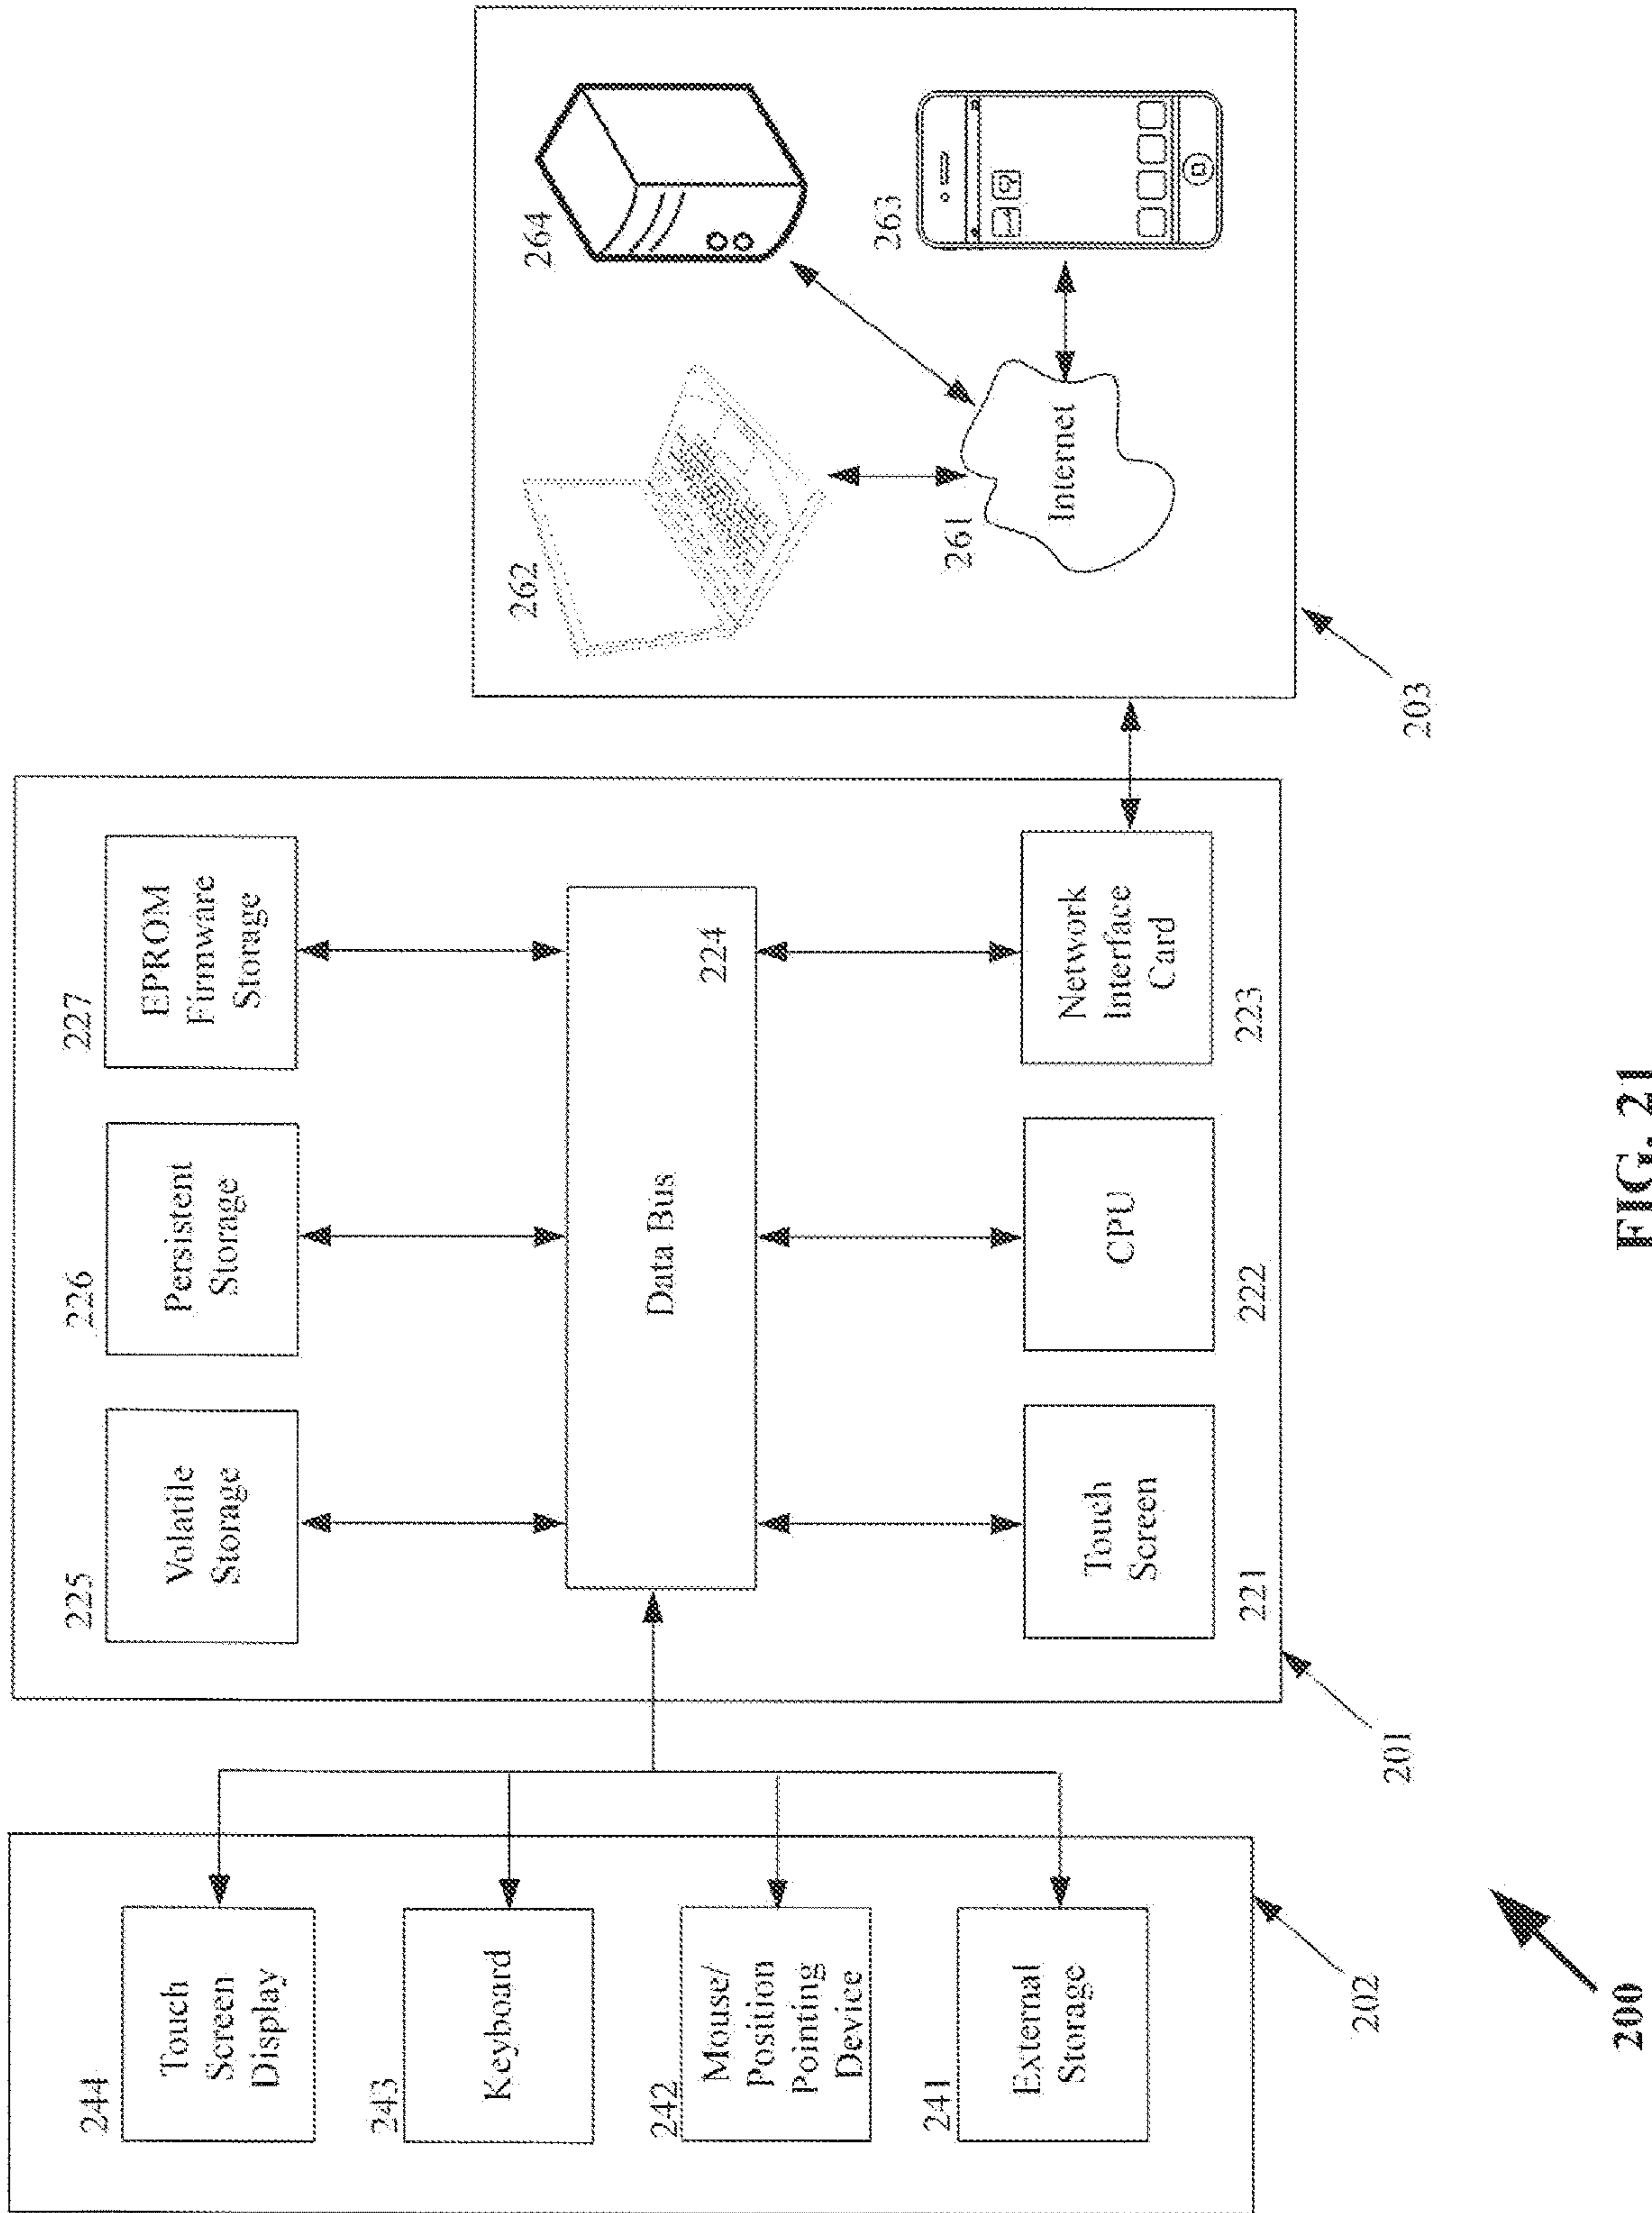 244
Touch
Screen
Display
243
Keyboard
242
Mouse/
Position
Pointing
Device
241
External
Storage
202
225
Volatile
Storage
226
Persistent
Storage
227
EPROM
Firmware
Storage
Data Bus
224
Touch
Screen
221
CPU
222
Network
Interface
Card
223
201
262
264
261
Internet
263
203
200
FIG. 21